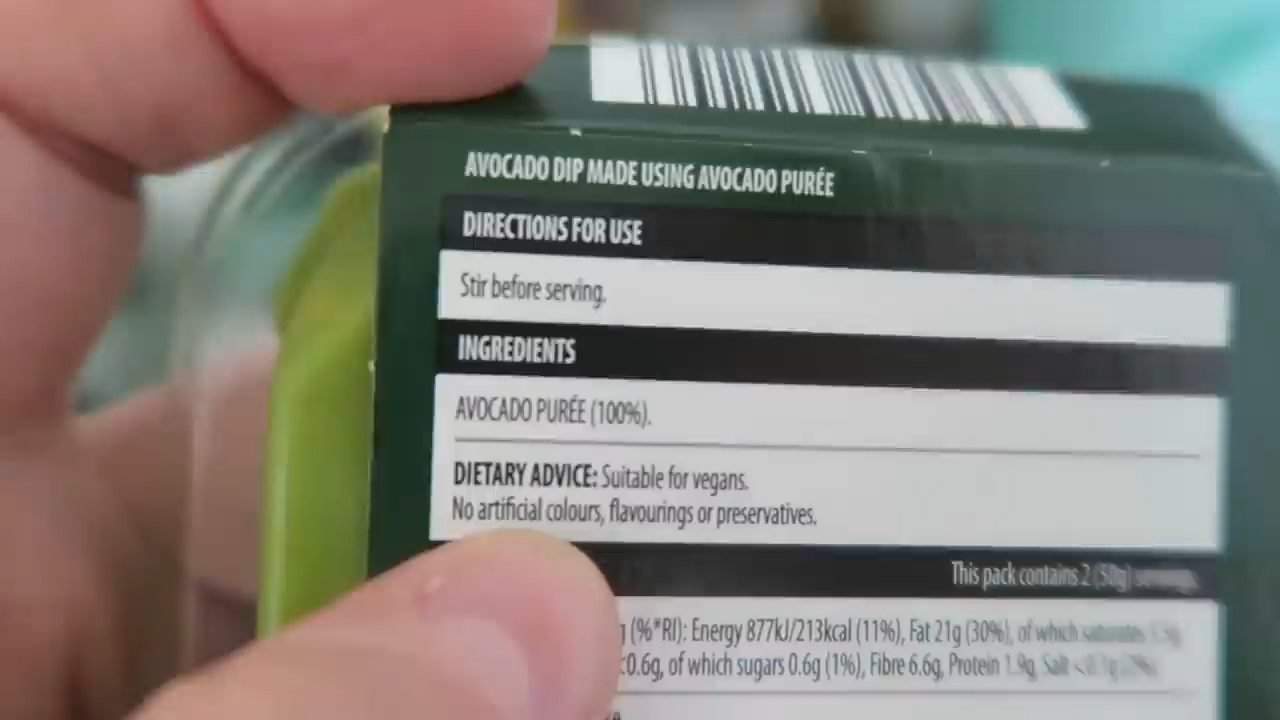 AVOCADO DIP MADE USING AVOCADO PURÉE
DIRECTIONS FOR USE
Stir before serving.
INGREDIENTS
AVOCADO PURÉE (100%).
DIETARY ADVICE: Suitable for vegans.
No artificial colours, flavourings or preservatives.
This pack contains 2 (50g) servings.
(%*RI): Energy 877kJ/213kcal (11%), Fat 21g (30%), of which saturates
<0.6g, of which sugars 0.6g (1%), Fibre 6.6g, Protein 1.9g, Salt